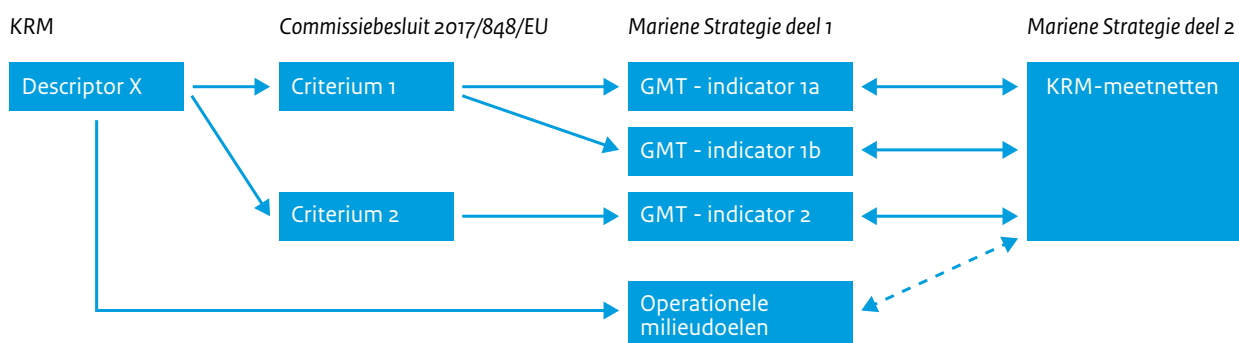 KRM
Commissiebesluit 2017/848/EU
Mariene Strategie deel 1
Mariene Strategie deel 2
Descriptor X
Criterium 1
GMT - indicator 1a
KRM-meetnetten
GMT - indicator 1b
Criterium 2
GMT - indicator 2
Operationele
milieudoelen